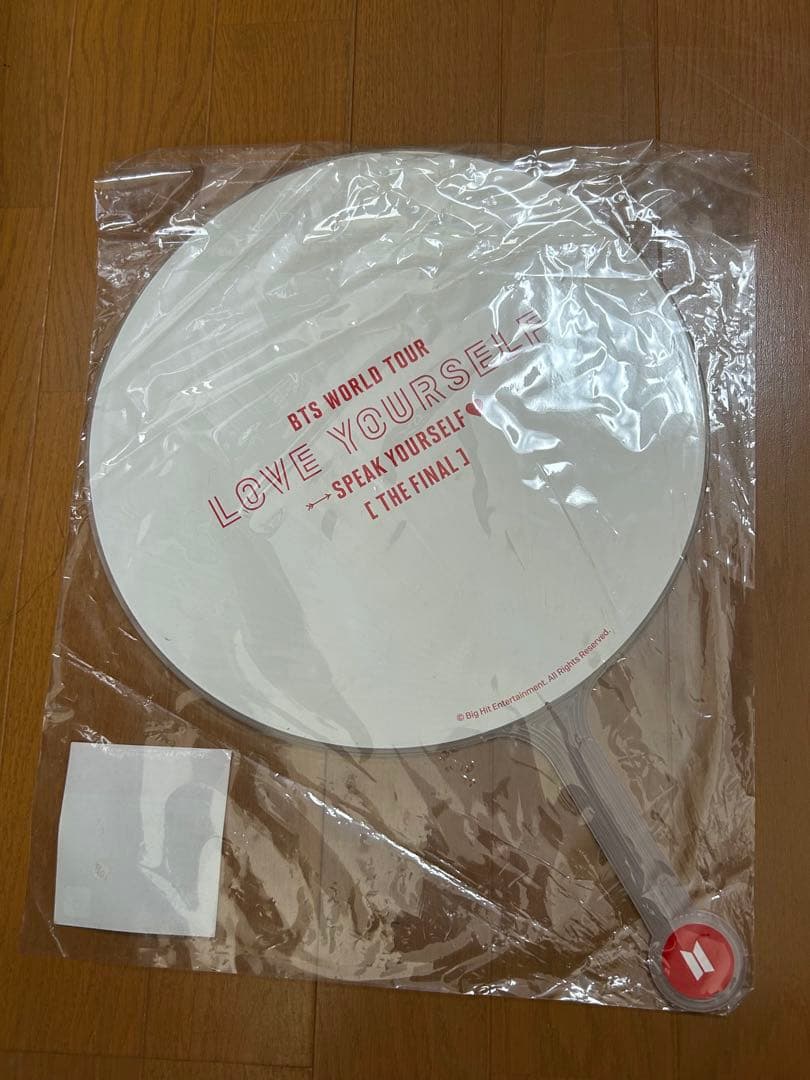 BTS WORLD TOUR
LOVE YOURSELF
SPEAK YOURSELF
[ THE FINAL ]
© Big Hit Entertainment. All Rights Reserved.